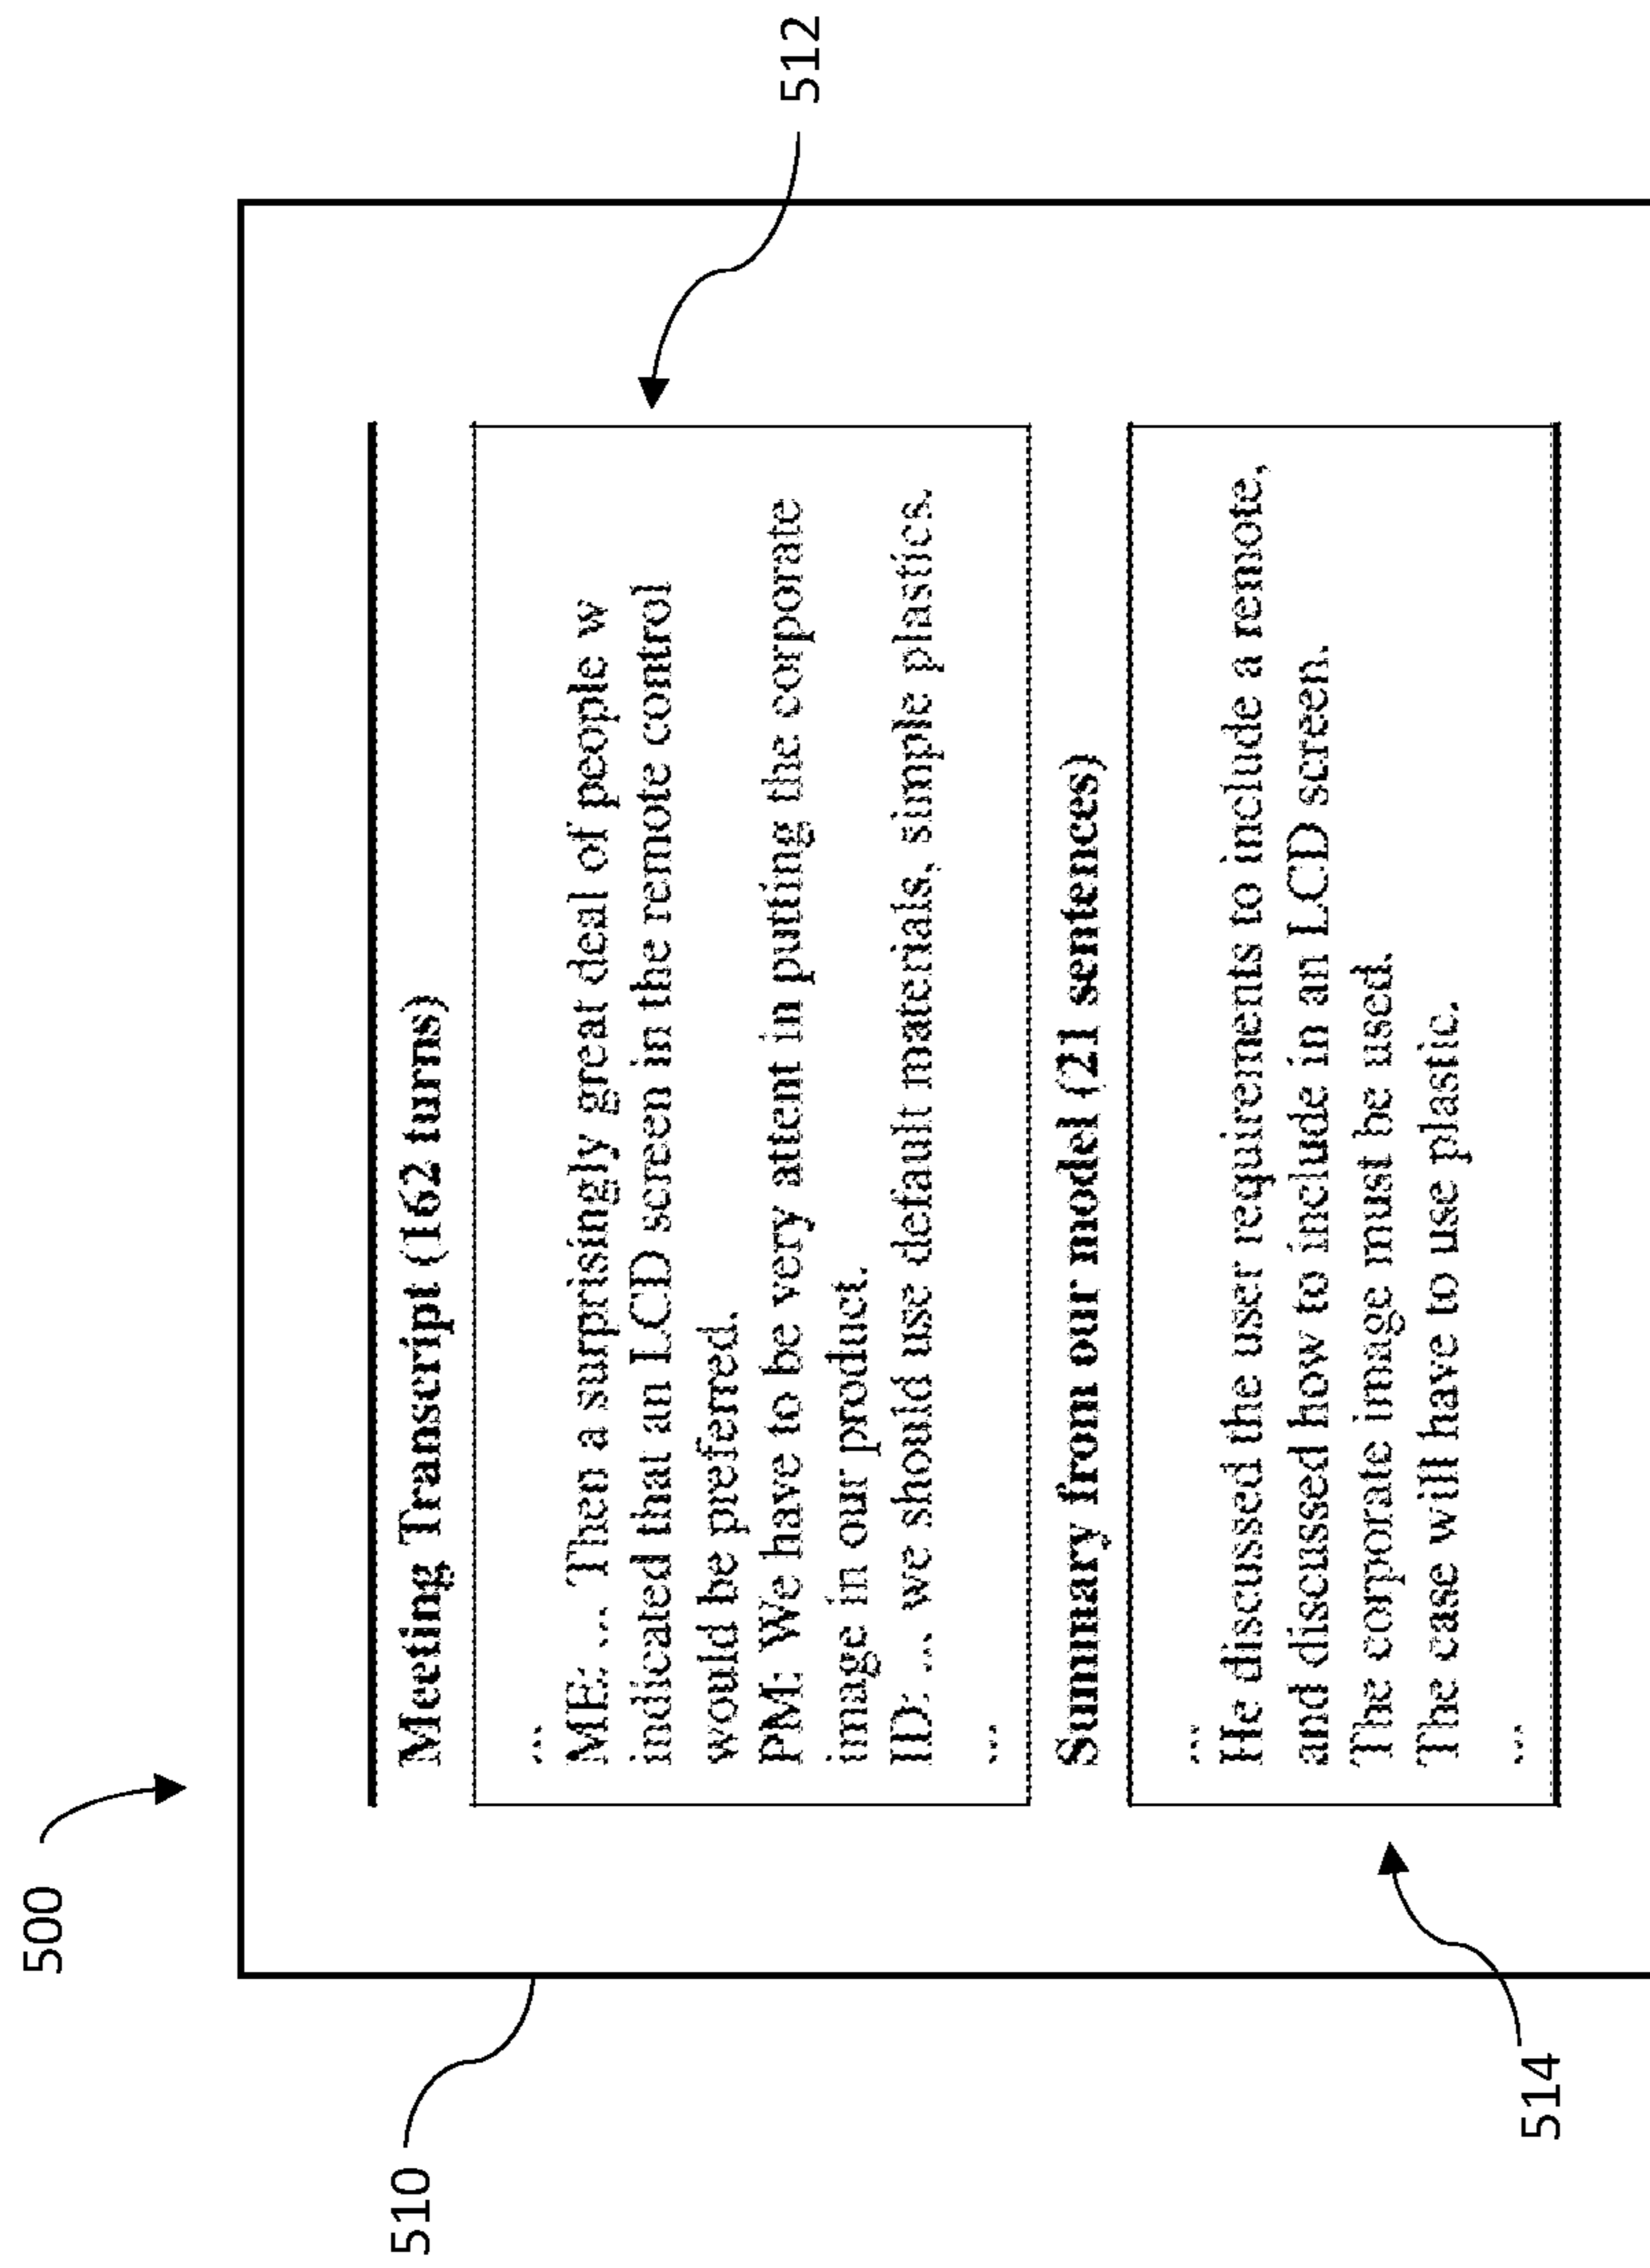 500
510
Meeting Transcript (162 turns)
512
...
ME: ... Then a surprisingly great deal of people w
indicated that an LCD screen in the remote control
would be preferred.
PM: We have to be very attent in putting the corporate
image in our product.
ID: ... we should use default materials, simple plastics.
...
Summary from our model (21 sentences)
514
...
He discussed the user requirements to include a remote,
and discussed how to include in an LCD screen.
The corporate image must be used.
The case will have to use plastic.
...